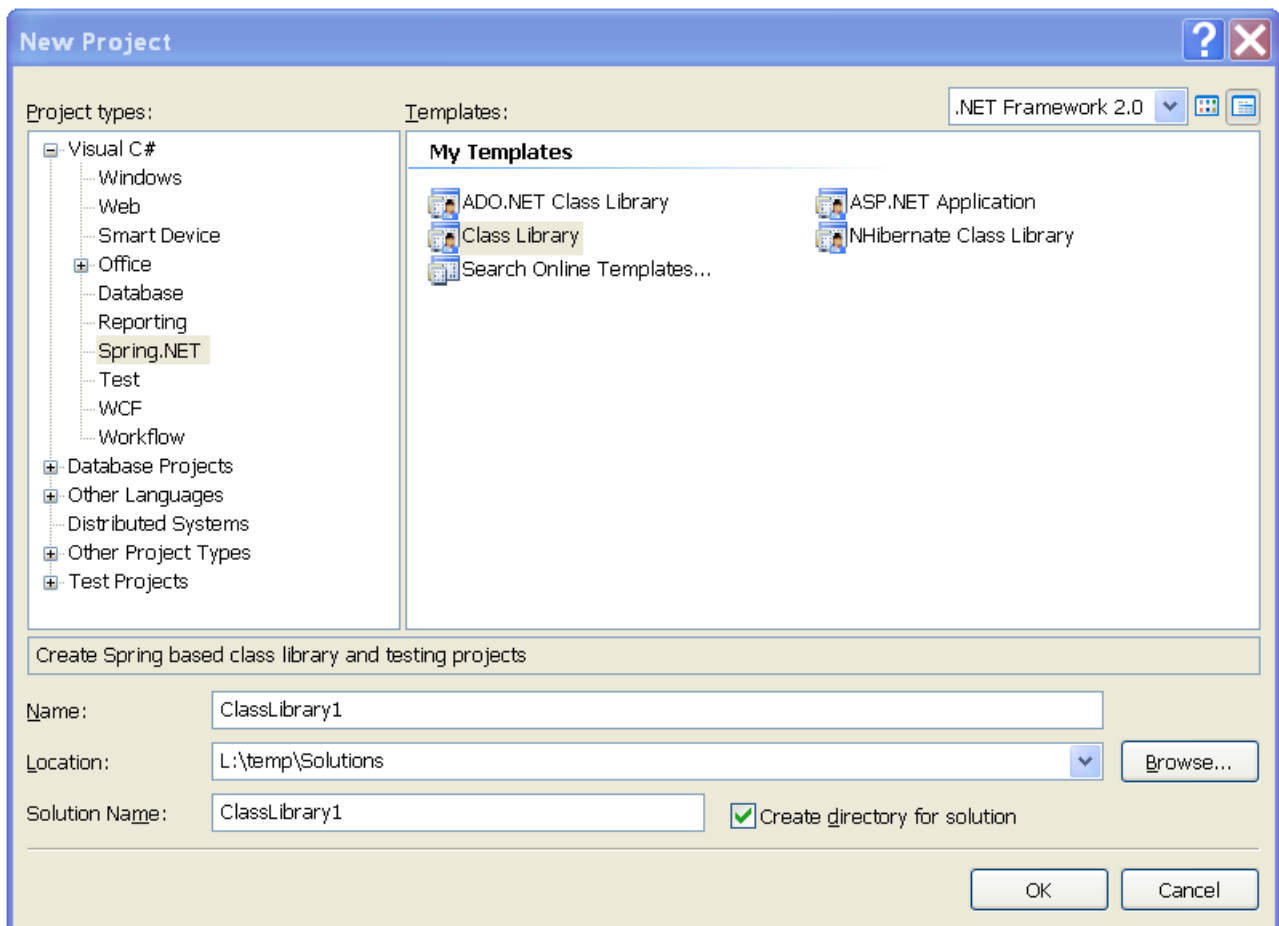 New Project
Project types:
Templates:
.NET Framework 2.0
Visual C#
Windows
Web
Smart Device
Office
Database
Reporting
Spring.NET
Test
WCF
Workflow
Database Projects
Other Languages
Distributed Systems
Other Project Types
Test Projects
My Templates
ADO.NET Class Library
ASP.NET Application
Class Library
NHibernate Class Library
Search Online Templates...
Create Spring based class library and testing projects
Name:
ClassLibrary1
Location:
L:\temp\Solutions
Browse...
Solution Name:
ClassLibrary1
Create directory for solution
OK
Cancel